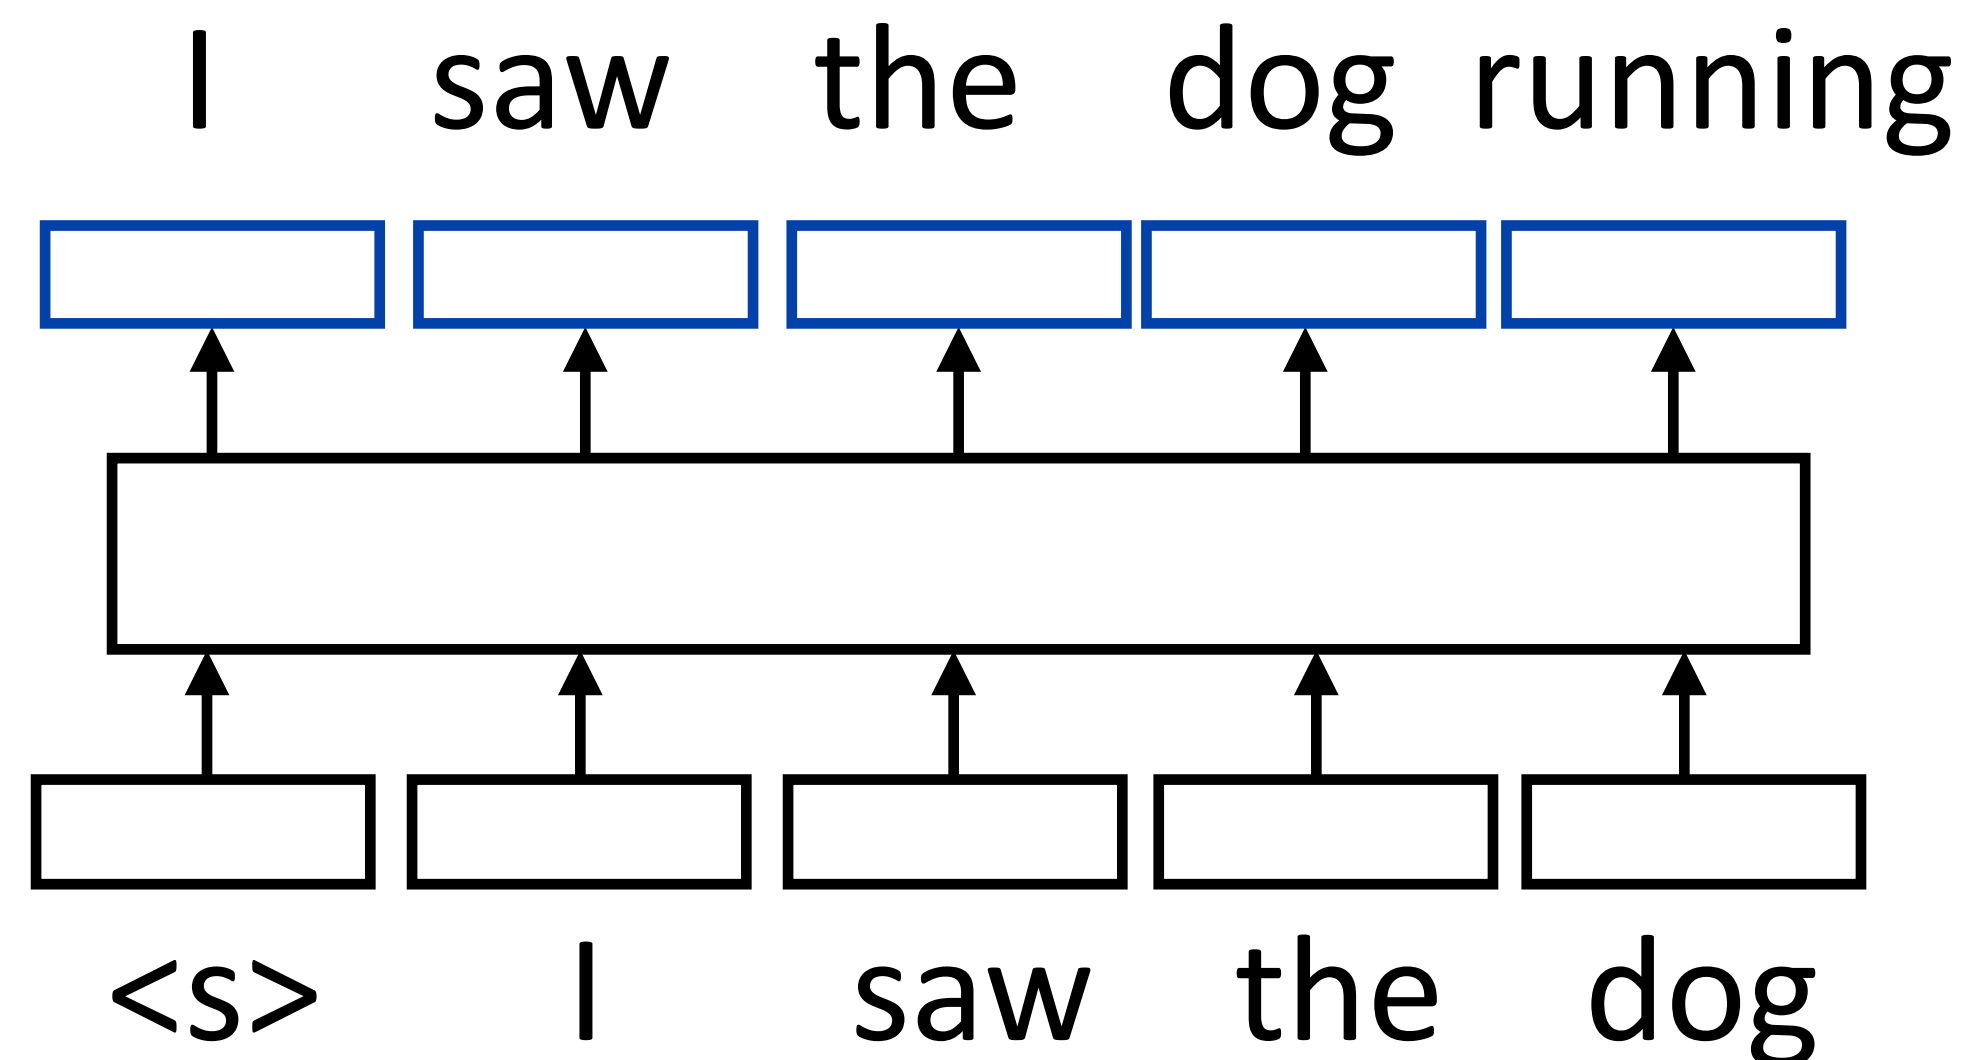 I saw the dog running
<s> I saw the dog